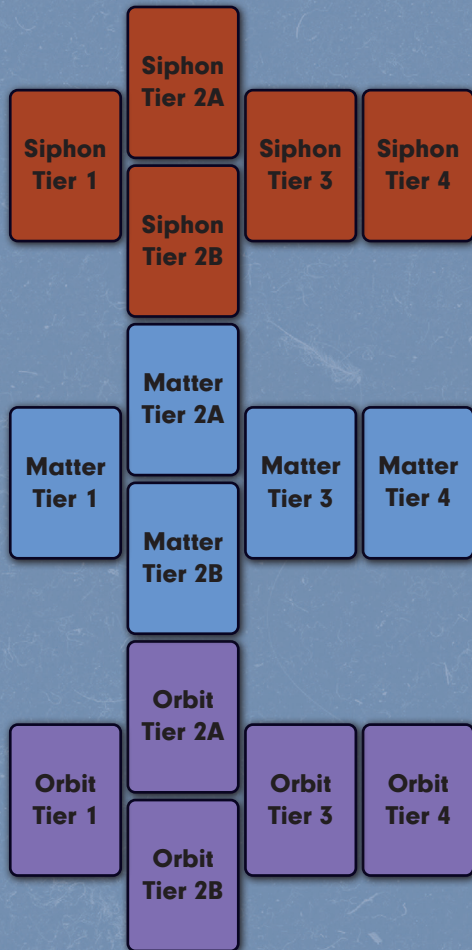 Siphon
Tier 2A
Siphon
Tier 1
Siphon
Tier 3
Siphon
Tier 4
Siphon
Tier 2B
Matter
Tier 2A
Matter
Tier 1
Matter
Tier 3
Matter
Tier 4
Matter
Tier 2B
Orbit
Tier 2A
Orbit
Tier 1
Orbit
Tier 3
Orbit
Tier 4
Orbit
Tier 2B